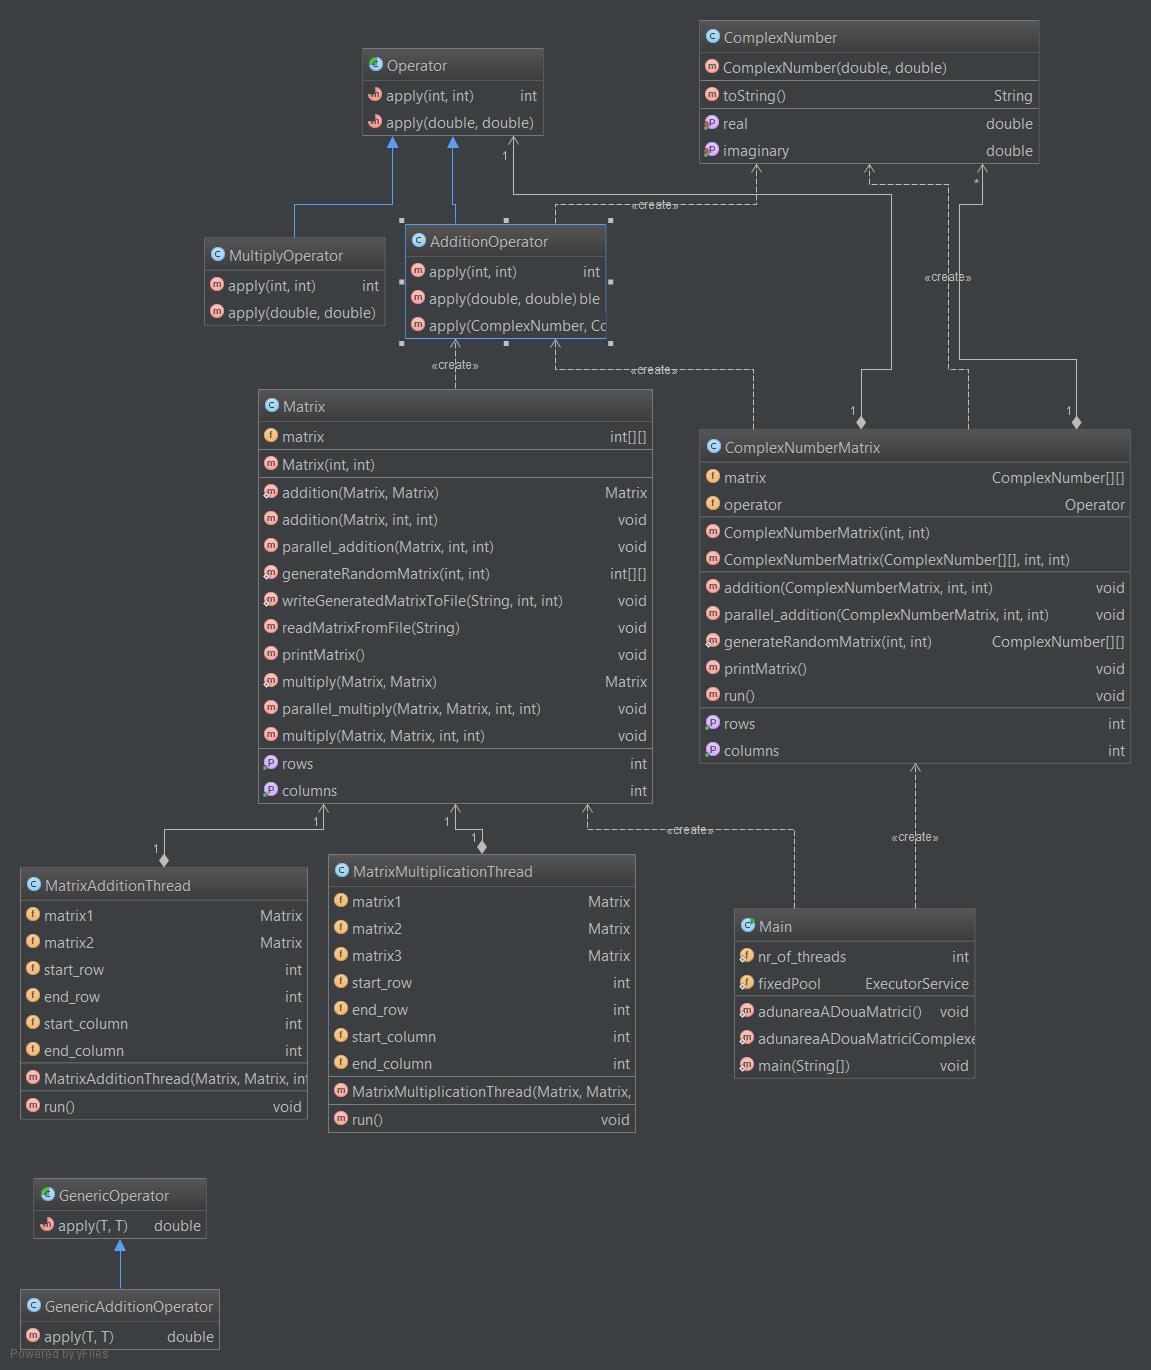 ComplexNumber
ComplexNumber(double, double)
toString() String
real double
imaginary double
Operator
apply(int, int) int
apply(double, double)
1
*
«create»
«create»
MultiplyOperator
apply(int, int) int
apply(double, double)
AdditionOperator
apply(int, int) int
apply(double, double) ble
apply(ComplexNumber, Co
«create»
«create»
1
1
Matrix
matrix int[][]
Matrix(int, int)
addition(Matrix, Matrix) Matrix
addition(Matrix, int, int) void
parallel_addition(Matrix, int, int) void
generateRandomMatrix(int, int) int[][]
writeGeneratedMatrixToFile(String, int, int) void
readMatrixFromFile(String) void
printMatrix() void
multiply(Matrix, Matrix) Matrix
parallel_multiply(Matrix, Matrix, int, int) void
multiply(Matrix, Matrix, int, int) void
rows int
columns int
ComplexNumberMatrix
matrix ComplexNumber[][]
operator Operator
ComplexNumberMatrix(int, int)
ComplexNumberMatrix(ComplexNumber[][], int, int)
addition(ComplexNumberMatrix, int, int) void
parallel_addition(ComplexNumberMatrix, int, int) void
generateRandomMatrix(int, int) ComplexNumber[][]
printMatrix() void
run() void
rows int
columns int
1
1
1
1
«create»
«create»
MatrixAdditionThread
matrix1 Matrix
matrix2 Matrix
start_row int
end_row int
start_column int
end_column int
MatrixAdditionThread(Matrix, Matrix, int
run() void
MatrixMultiplicationThread
matrix1 Matrix
matrix2 Matrix
matrix3 Matrix
start_row int
end_row int
start_column int
end_column int
MatrixMultiplicationThread(Matrix, Matrix,
run() void
Main
nr_of_threads int
fixedPool ExecutorService
adunareaADouaMatrici() void
adunareaADouaMatriciComplexe
main(String[]) void
GenericOperator
apply(T, T) double
GenericAdditionOperator
apply(T, T) double
Powered by yFiles